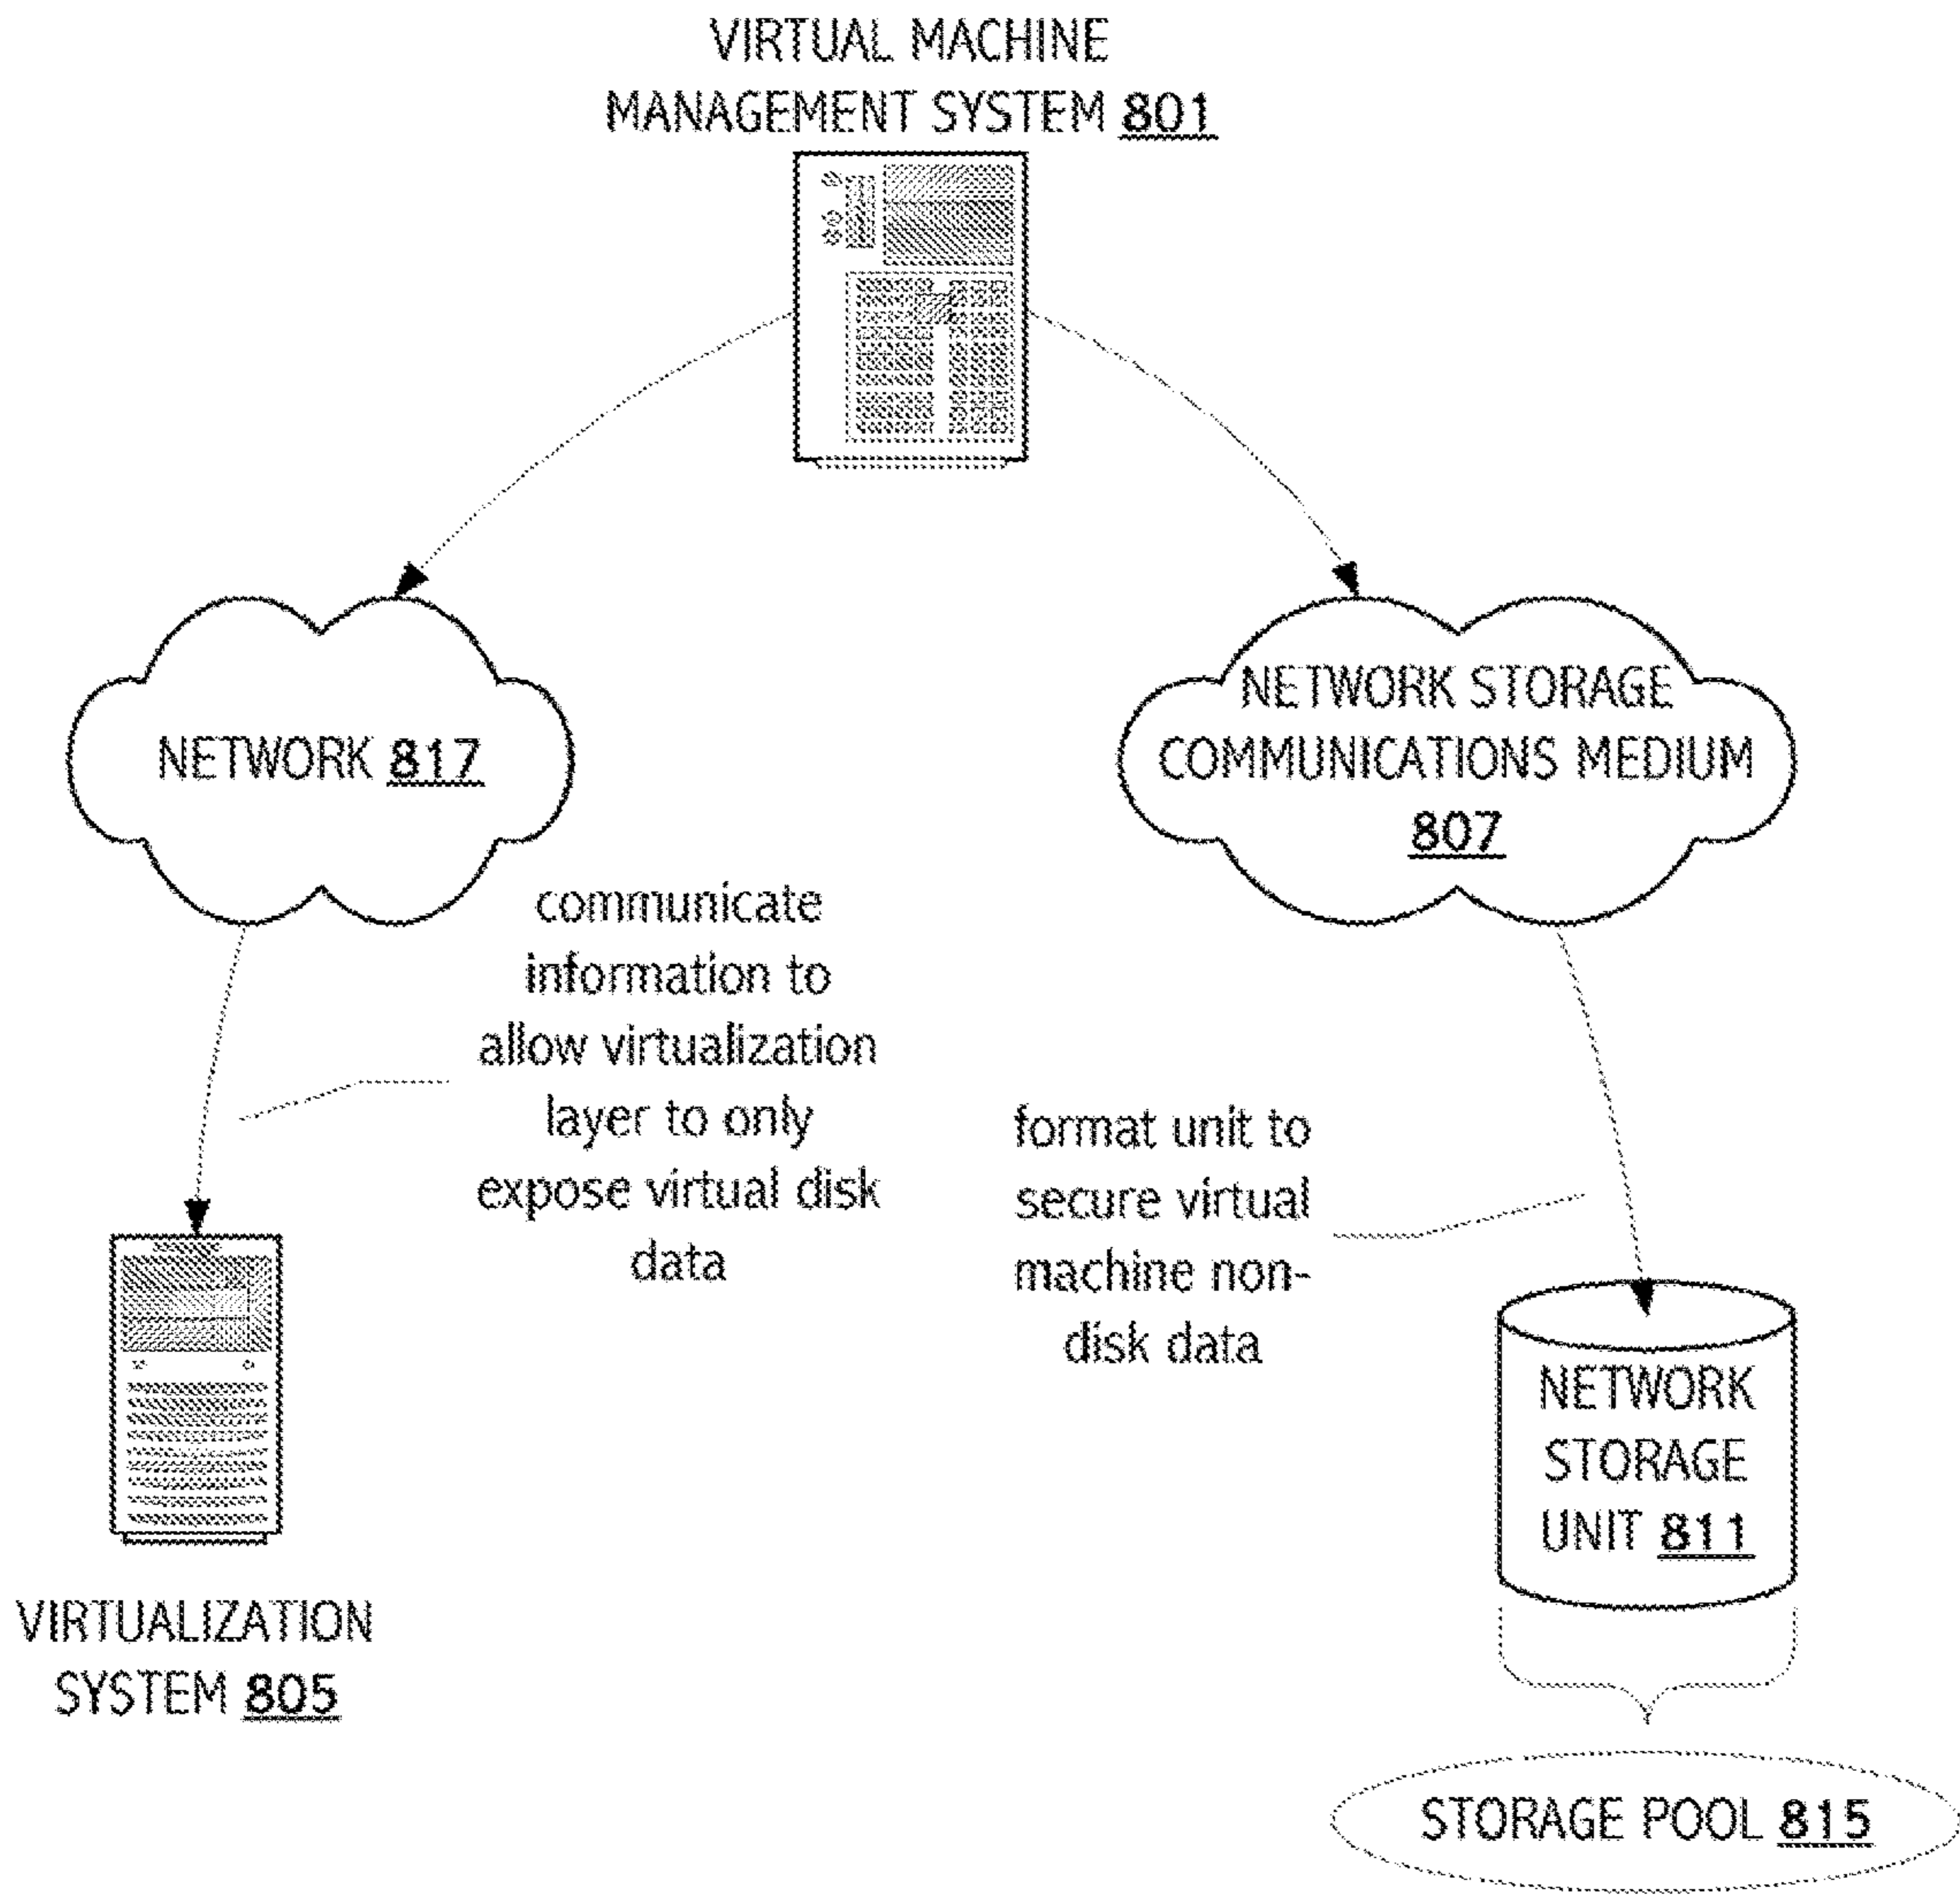 VIRTUAL MACHINE
MANAGEMENT SYSTEM 801
NETWORK 817
NETWORK STORAGE
COMMUNICATIONS MEDIUM
807
communicate
information to
allow virtualization
layer to only
expose virtual disk
data
format unit to
secure virtual
machine non-
disk data
NETWORK
STORAGE
UNIT 811
VIRTUALIZATION
SYSTEM 805
STORAGE POOL 815